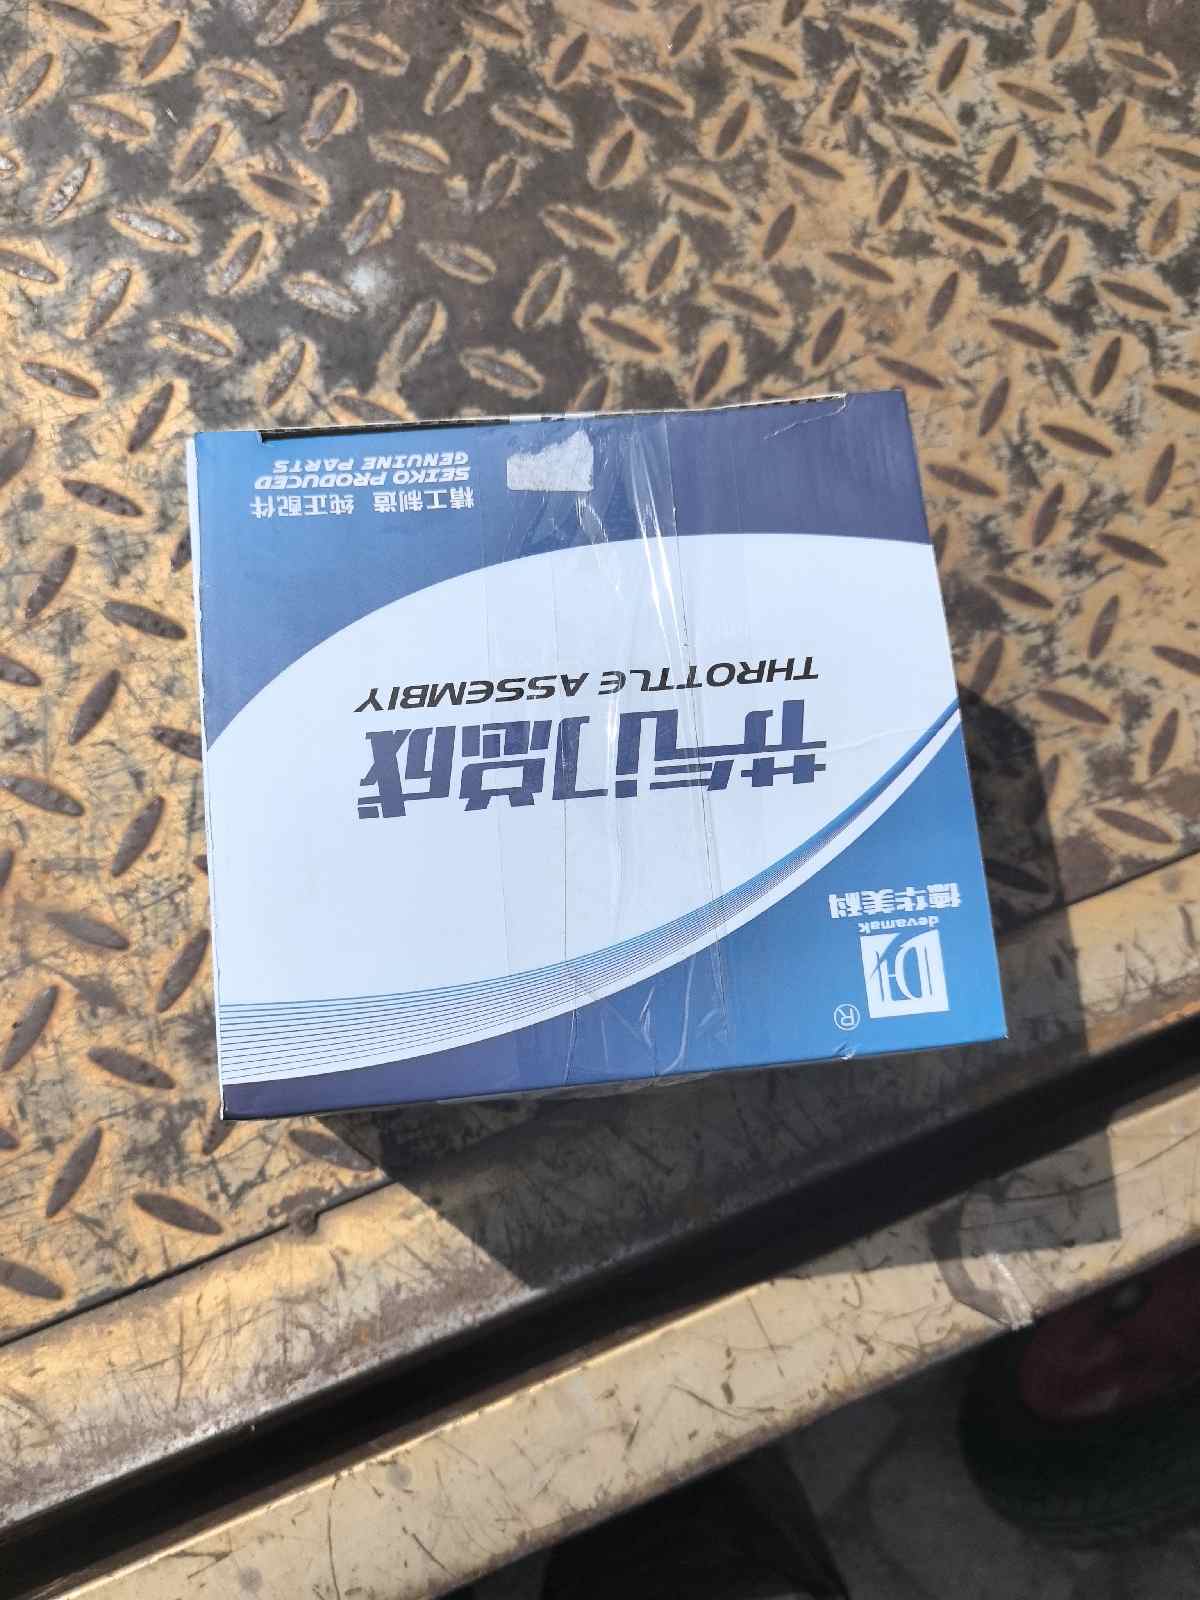 ®
DH
devamak
德华美科
节气门总成
THROTTLE ASSEMBIY
精工制造 纯正配件
SEIKO PRODUCED
GENUINE PARTS